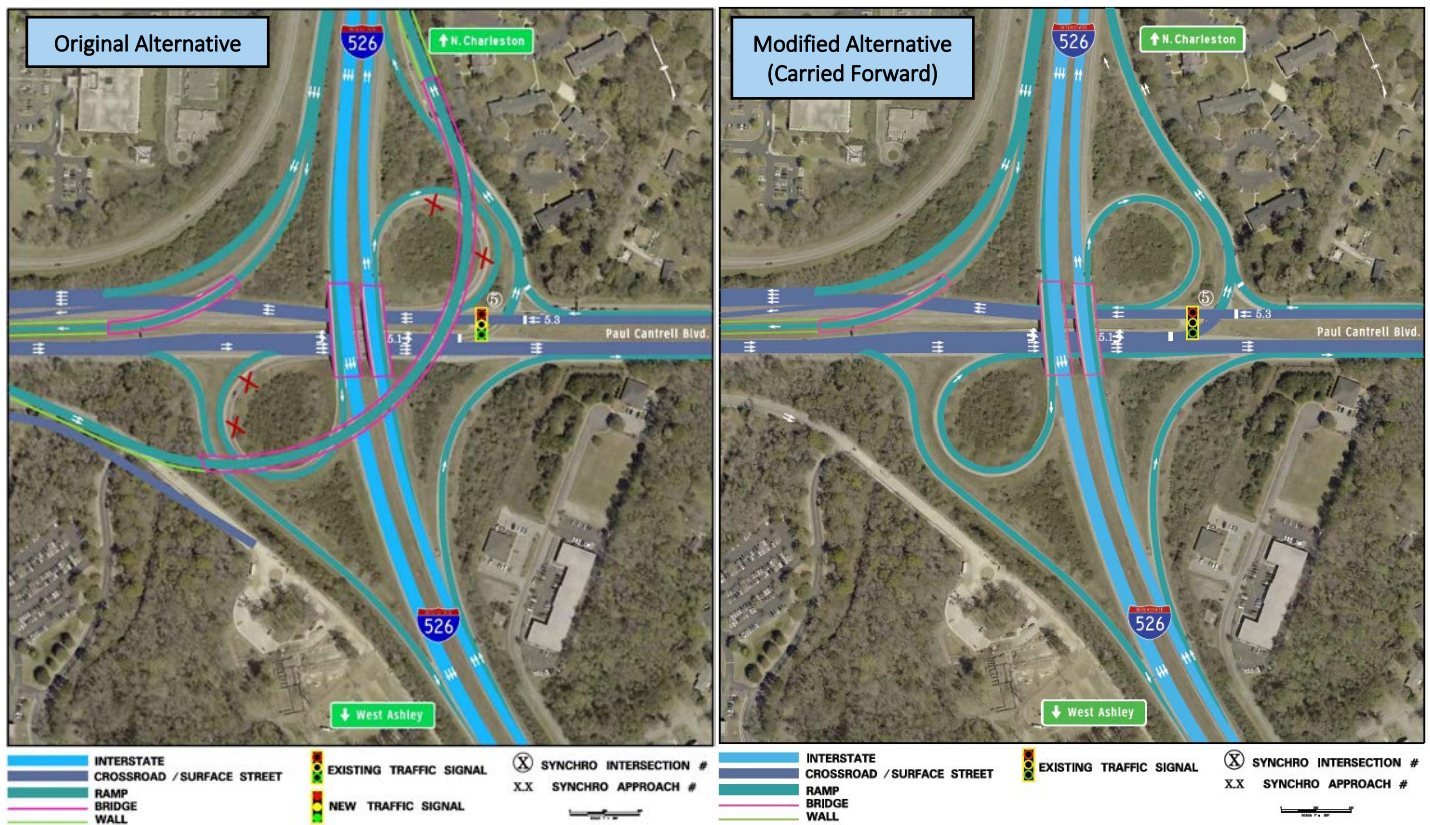 Original Alternative
526
N. Charleston
5
5.3
Paul Cantrell Blvd.
5.1
526
West Ashley
INTERSTATE
CROSSROAD / SURFACE STREET
RAMP
BRIDGE
WALL
EXISTING TRAFFIC SIGNAL
NEW TRAFFIC SIGNAL
X SYNCHRO INTERSECTION #
X.X SYNCHRO APPROACH #
Modified Alternative
(Carried Forward)
INTERSTATE
526
N. Charleston
5
5.3
Paul Cantrell Blvd.
5.1
INTERSTATE
526
West Ashley
INTERSTATE
CROSSROAD / SURFACE STREET
RAMP
BRIDGE
WALL
EXISTING TRAFFIC SIGNAL
X SYNCHRO INTERSECTION #
X.X SYNCHRO APPROACH #